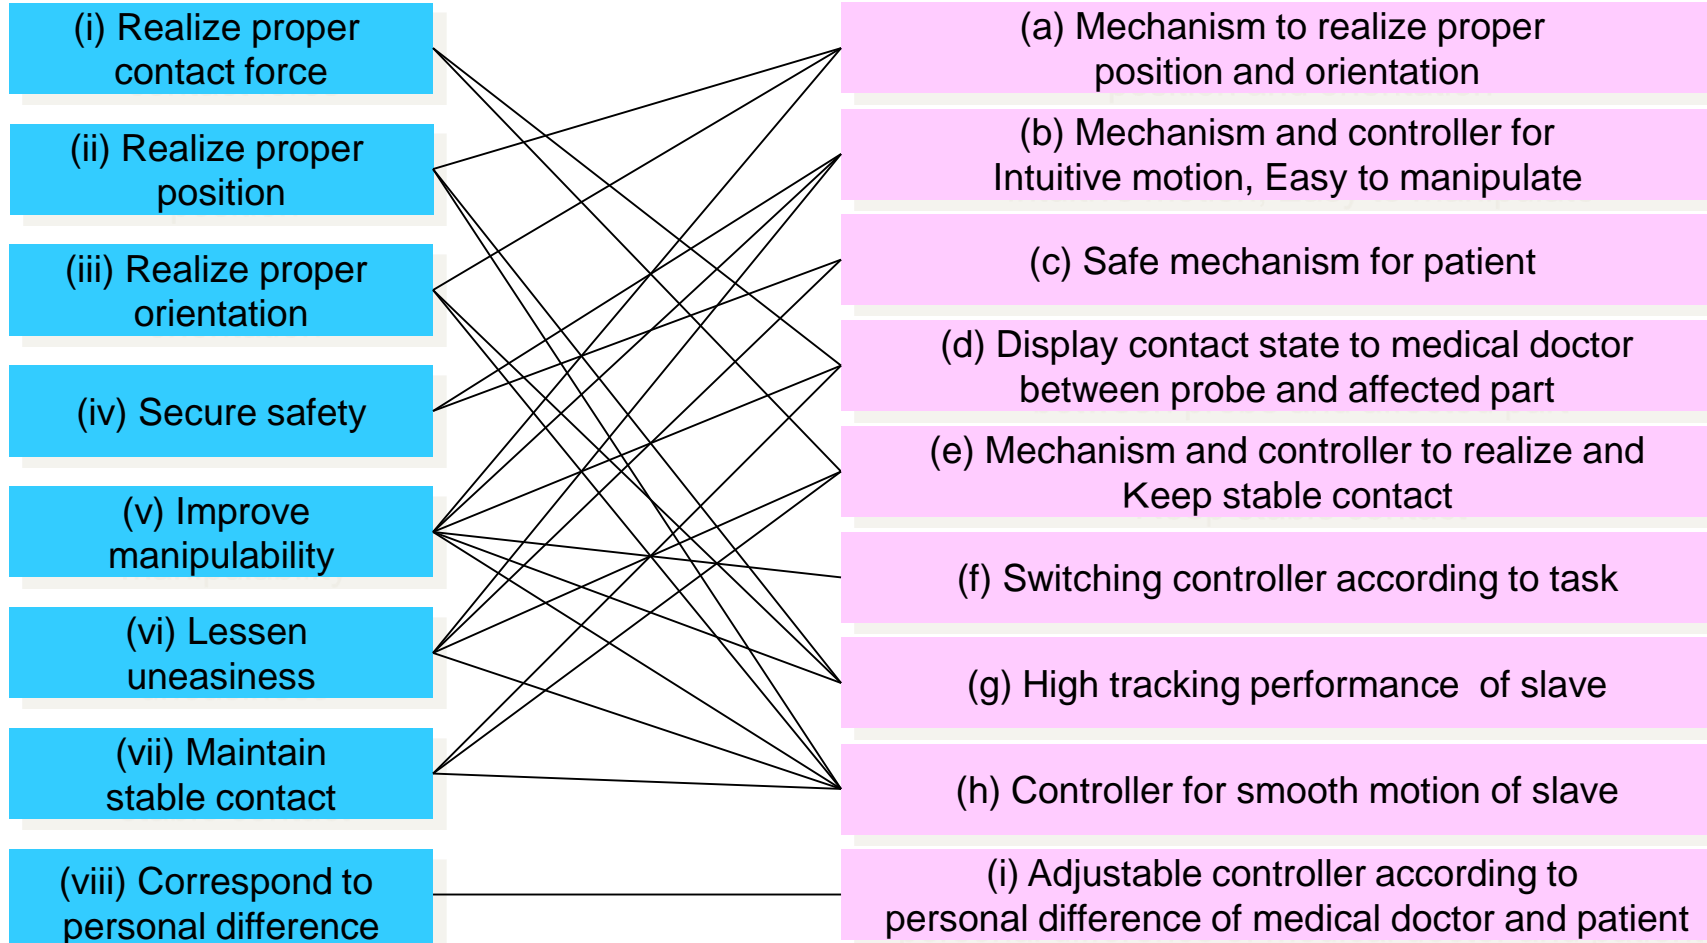 (i) Realize proper
contact force
(ii) Realize proper
position
(iii) Realize proper
orientation
(iv) Secure safety
(v) Improve
manipulability
(vi) Lessen
uneasiness
(vii) Maintain
stable contact
(viii) Correspond to
personal difference
(a) Mechanism to realize proper
position and orientation
(b) Mechanism and controller for
Intuitive motion, Easy to manipulate
(c) Safe mechanism for patient
(d) Display contact state to medical doctor
between probe and affected part
(e) Mechanism and controller to realize and
Keep stable contact
(f) Switching controller according to task
(g) High tracking performance of slave
(h) Controller for smooth motion of slave
(i) Adjustable controller according to
personal difference of medical doctor and patient